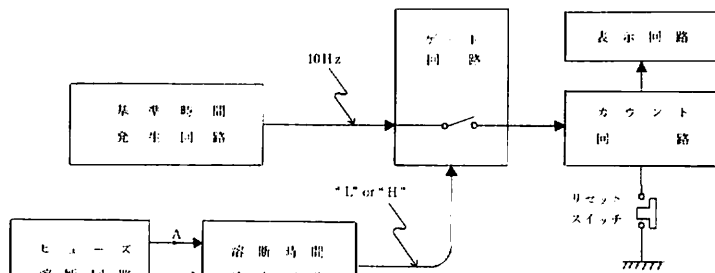 ゲート
回路
表示回路
10Hz
基準時間
発生回路
カウント
回路
"L" or "H"
リセット
スイッチ
A
ヒューズ
溶断時間